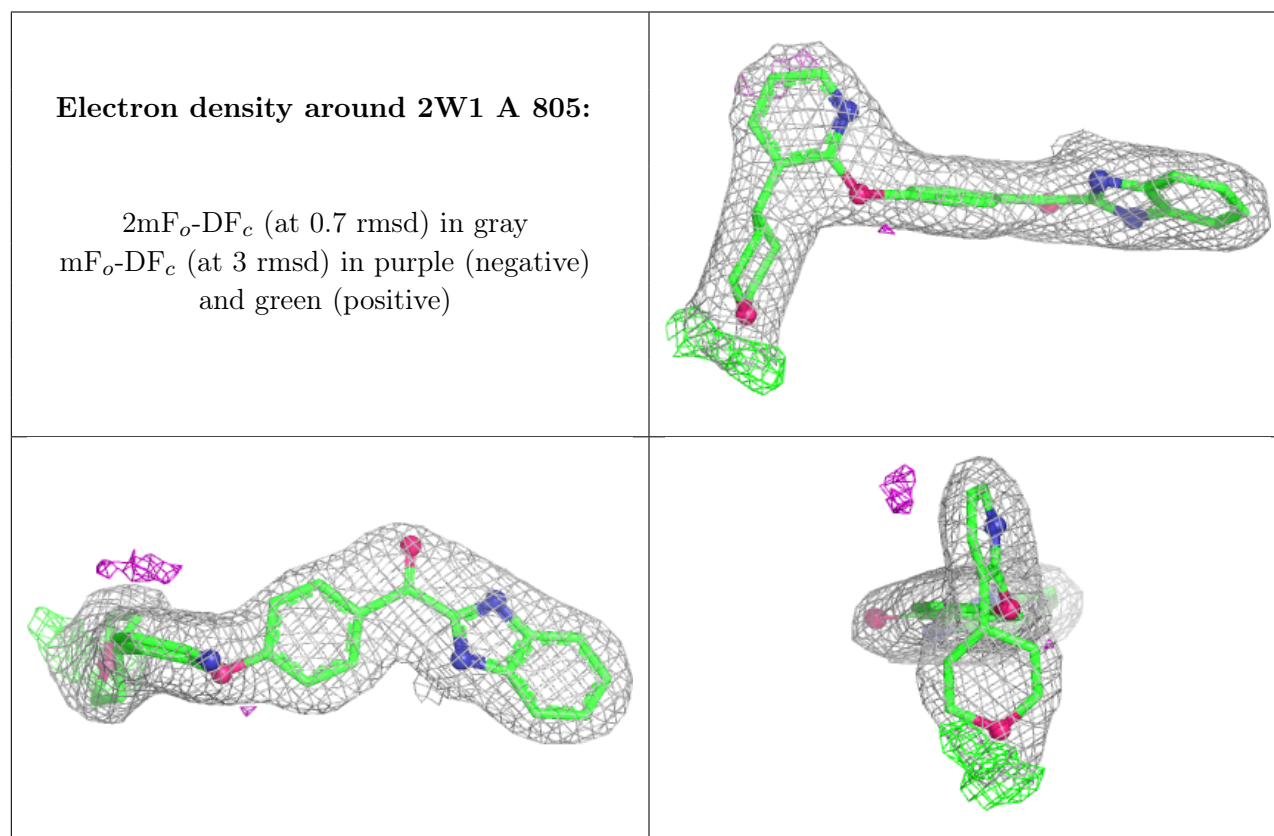 Electron density around 2W1 A 805:
2mFₒ-DF𝒸 (at 0.7 rmsd) in gray
mFₒ-DF𝒸 (at 3 rmsd) in purple (negative)
and green (positive)